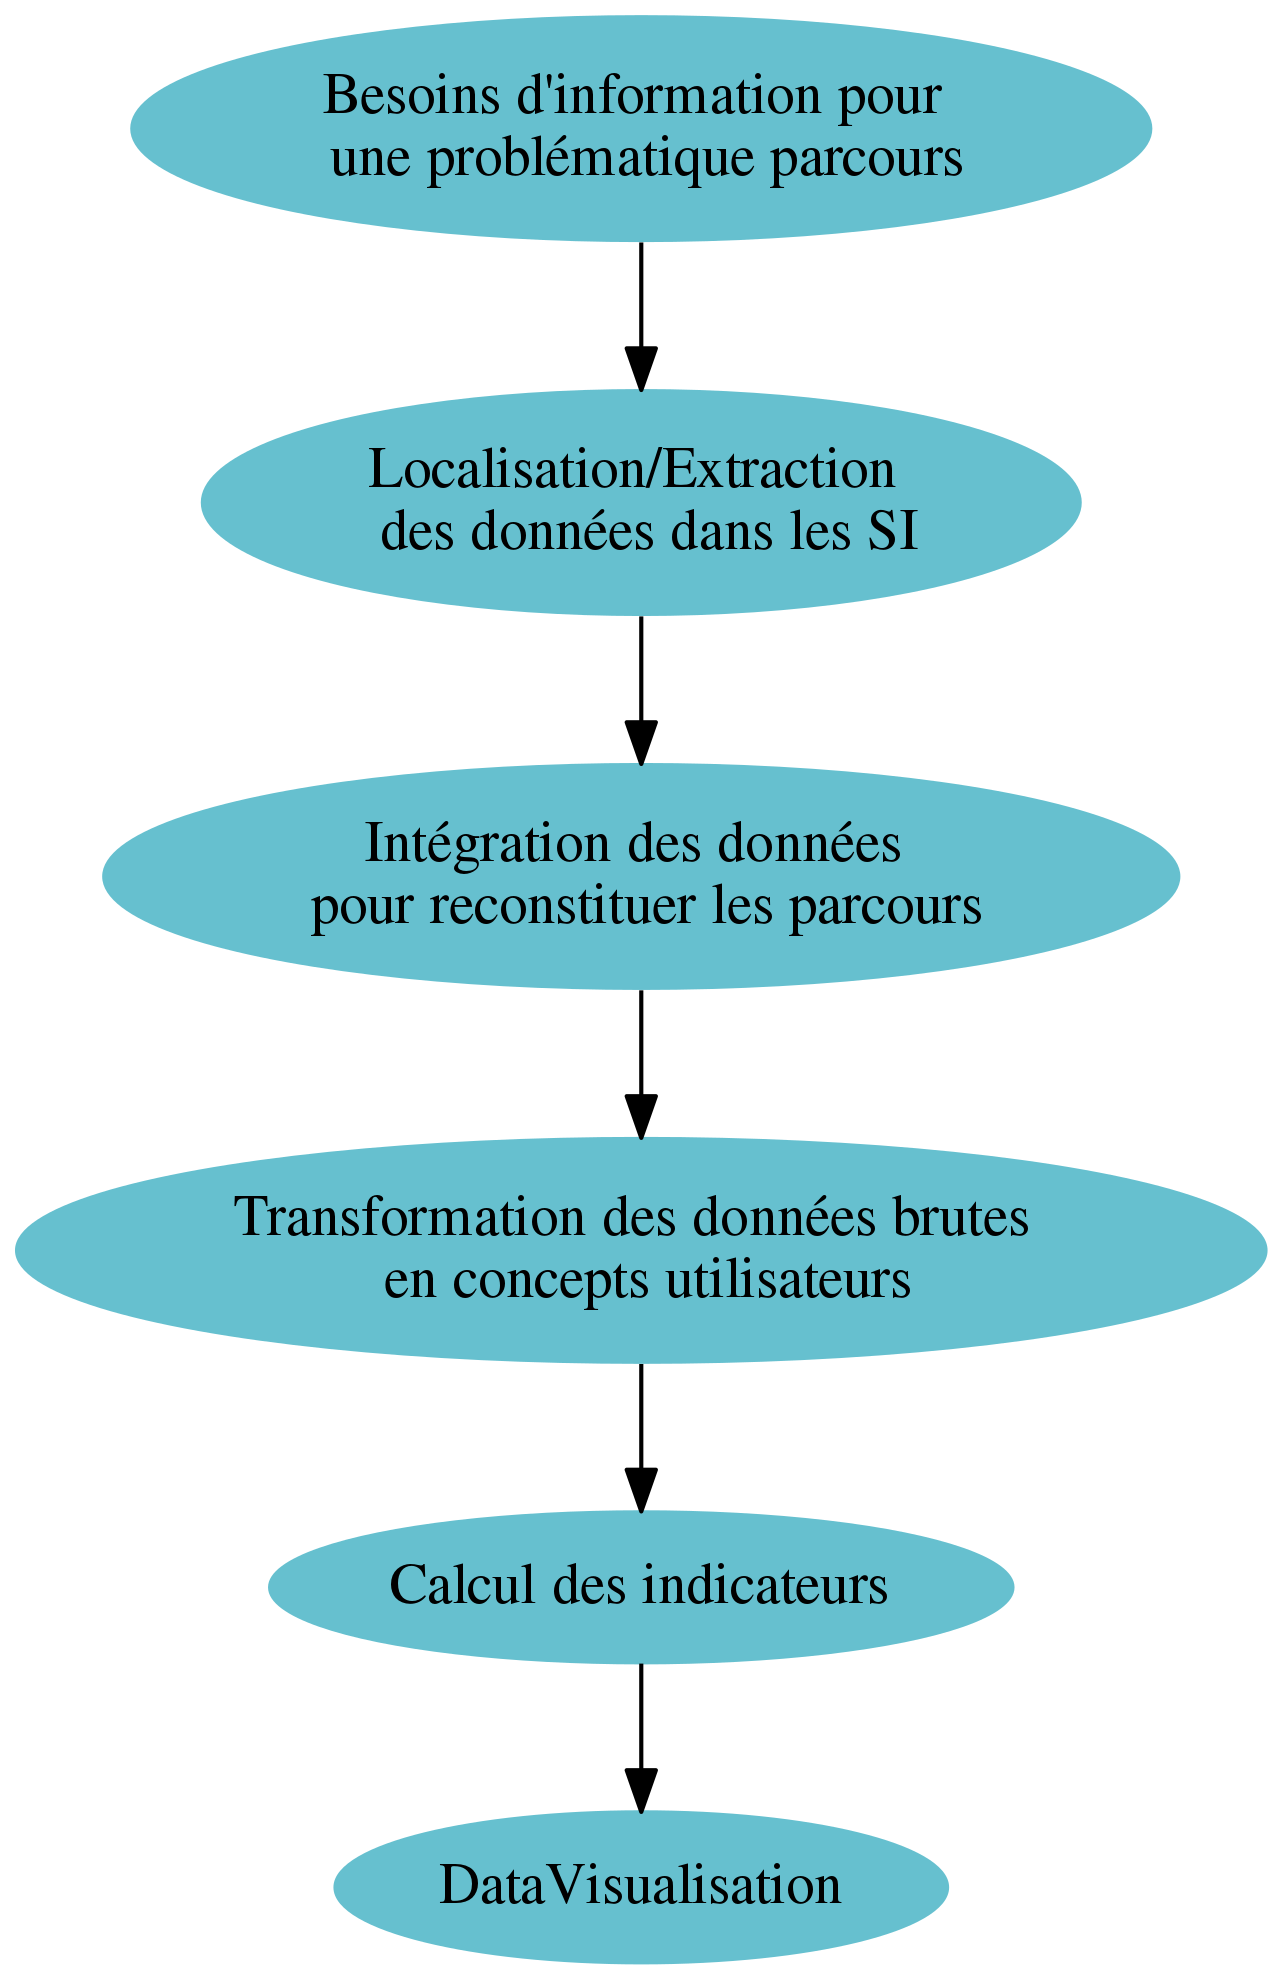 Besoins d'information pour
une problématique parcours
Localisation/Extraction
des données dans les SI
Intégration des données
pour reconstituer les parcours
Transformation des données brutes
en concepts utilisateurs
Calcul des indicateurs
DataVisualisation